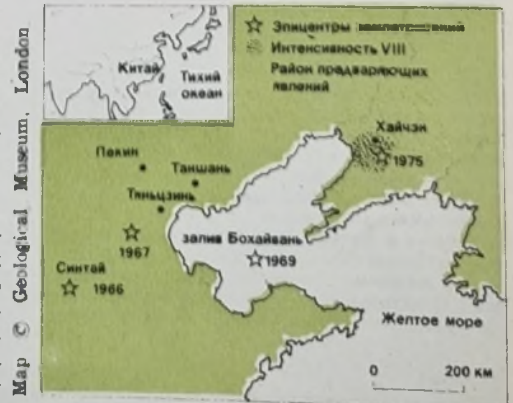 Map © Geological Museum, London
Китай
Тихий
океан
Эпицентры
Интенсивность VIII
Район предваряющих
явлений
Хайчэн
1975
Пекин
Таншань
Тяньцзинь
1967
залив Бохайвань
1969
Синтай
1966
Желтое море
0 200 км